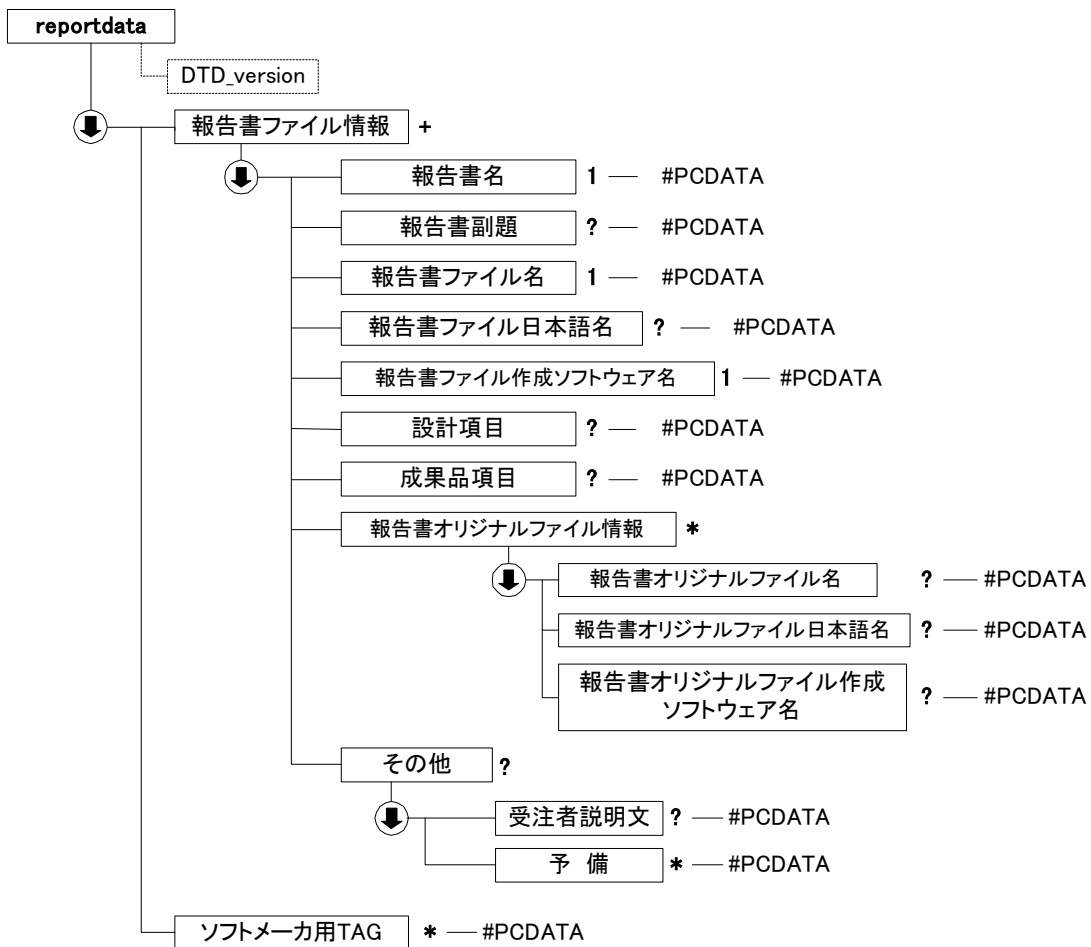 reportdata
DTD_version
報告書ファイル情報 +
報告書名 1 — #PCDATA
報告書副題 ? — #PCDATA
報告書ファイル名 1 — #PCDATA
報告書ファイル日本語名 ? — #PCDATA
報告書ファイル作成ソフトウェア名 1 — #PCDATA
設計項目 ? — #PCDATA
成果品項目 ? — #PCDATA
報告書オリジナルファイル情報 *
報告書オリジナルファイル名 ? — #PCDATA
報告書オリジナルファイル日本語名 ? — #PCDATA
報告書オリジナルファイル作成
ソフトウェア名 ? — #PCDATA
その他 ?
受注者説明文 ? — #PCDATA
予 備 * — #PCDATA
ソフトメーカ用TAG * — #PCDATA